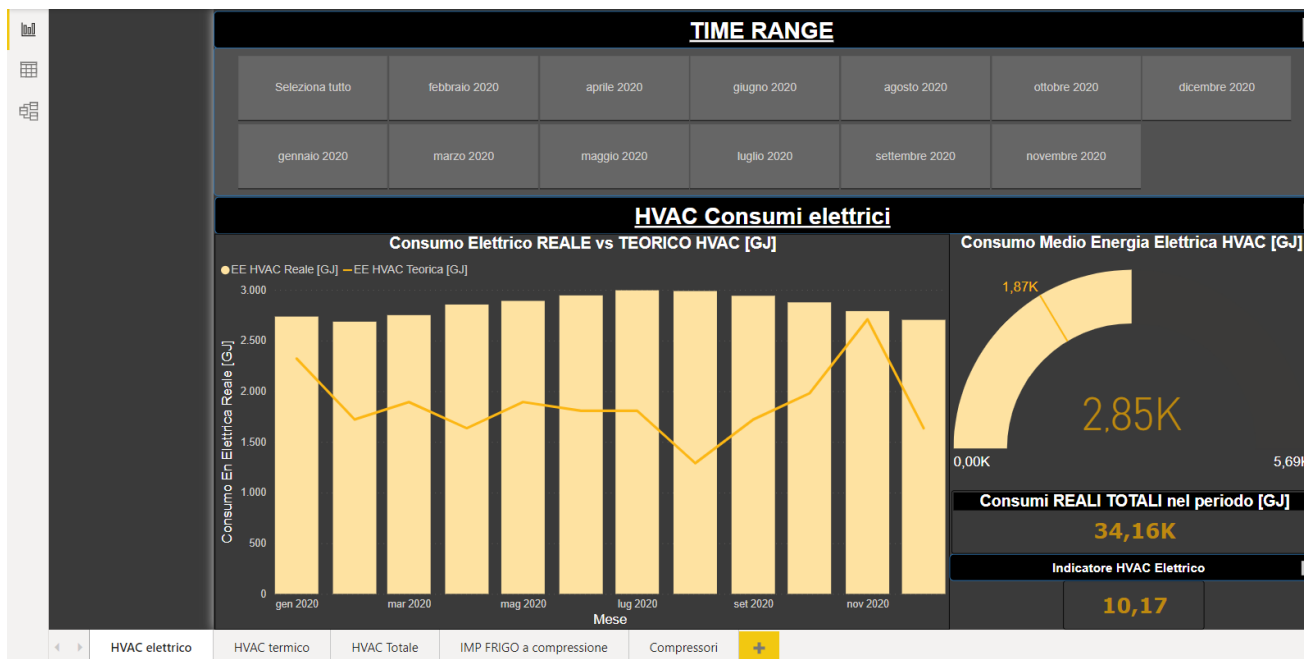 TIME RANGE
Seleziona tutto
febbraio 2020
aprile 2020
giugno 2020
agosto 2020
ottobre 2020
dicembre 2020
gennaio 2020
marzo 2020
maggio 2020
luglio 2020
settembre 2020
novembre 2020
HVAC Consumi elettrici
Consumo Elettrico REALE vs TEORICO HVAC [GJ]
EE HVAC Reale [GJ]
EE HVAC Teorica [GJ]
Consumo En Elettrica Reale [GJ]
3.000
2.500
2.000
1.500
1.000
500
0
gen 2020
mar 2020
mag 2020
lug 2020
set 2020
nov 2020
Mese
Consumo Medio Energia Elettrica HVAC [GJ]
1,87K
2,85K
0,00K
5,69K
Consumi REALI TOTALI nel periodo [GJ]
34,16K
Indicatore HVAC Elettrico
10,17
HVAC elettrico
HVAC termico
HVAC Totale
IMP FRIGO a compressione
Compressori
+